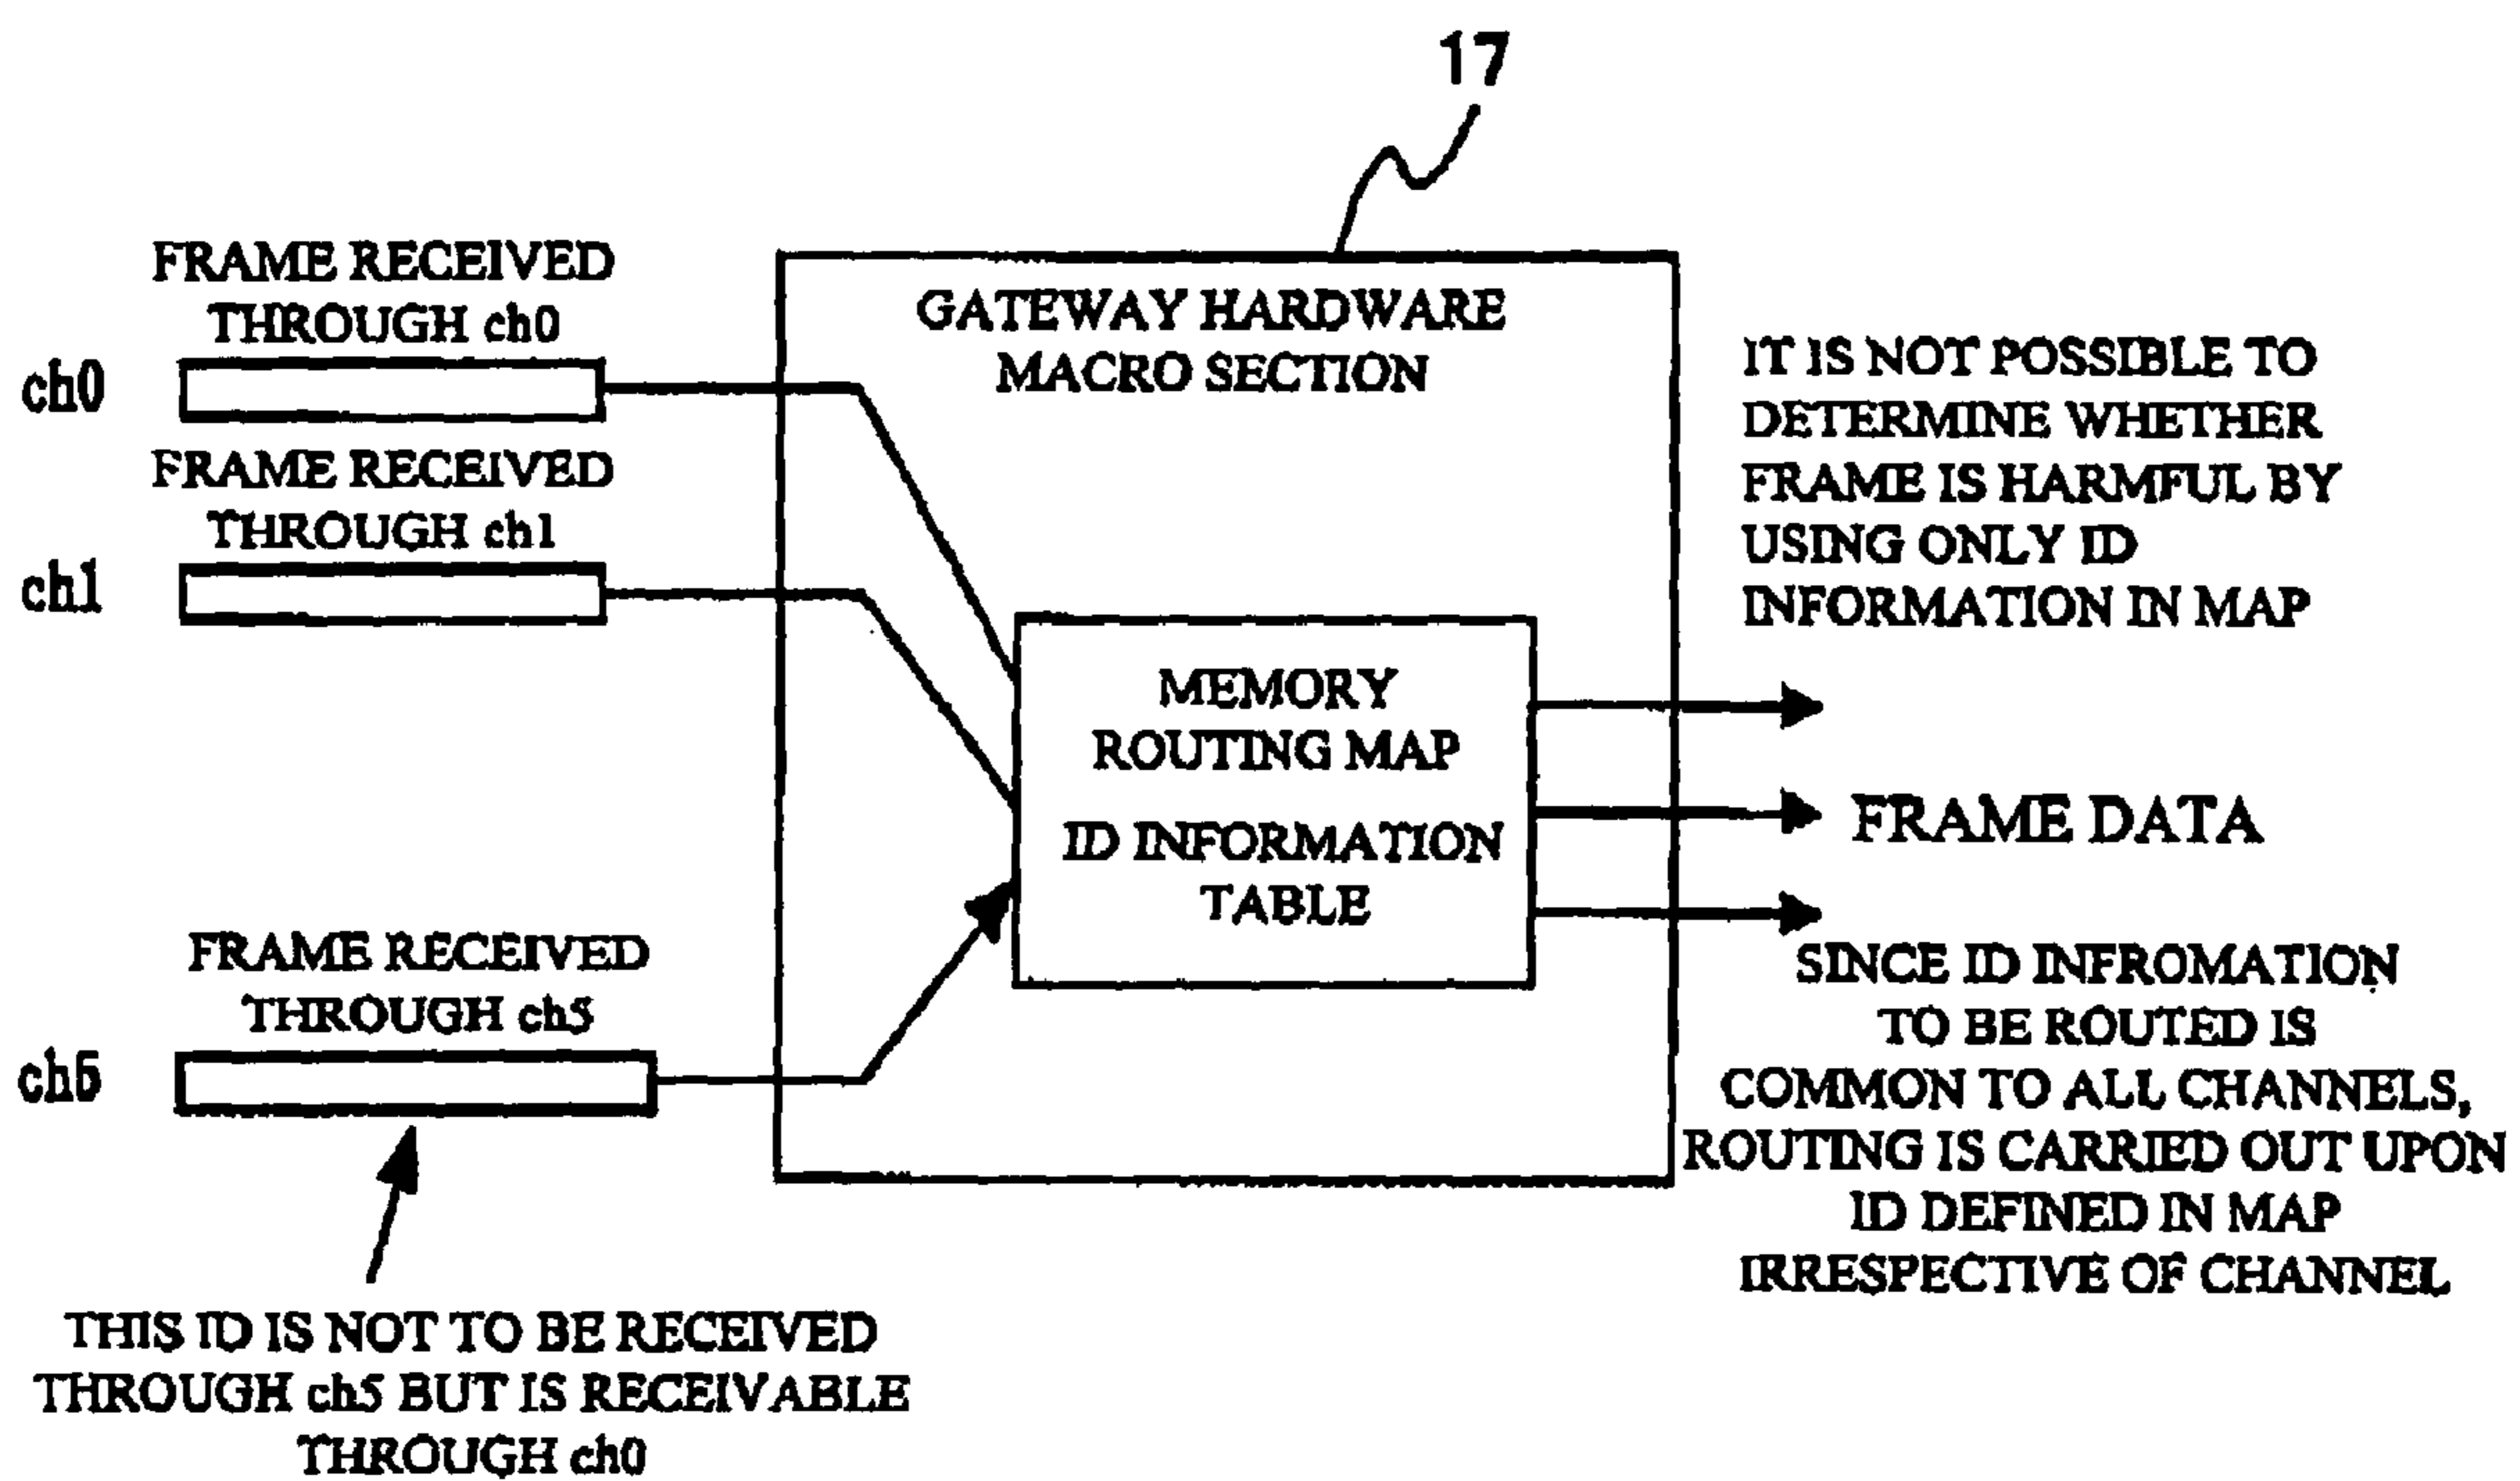 17
FRAME RECEIVED
THROUGH ch0
ch0
FRAME RECEIVED
THROUGH ch1
ch1
GATEWAY HARDWARE
MACRO SECTION
IT IS NOT POSSIBLE TO
DETERMINE WHETHER
FRAME IS HARMFUL BY
USING ONLY ID
INFORMATION IN MAP
MEMORY
ROUTING MAP
ID INFORMATION
TABLE
FRAME DATA
FRAME RECEIVED
THROUGH ch5
ch5
SINCE ID INFROMATION
TO BE ROUTED IS
COMMON TO ALL CHANNELS,
ROUTING IS CARRIED OUT UPON
ID DEFINED IN MAP
IRRESPECTIVE OF CHANNEL
THIS ID IS NOT TO BE RECEIVED
THROUGH ch5 BUT IS RECEIVABLE
THROUGH ch0